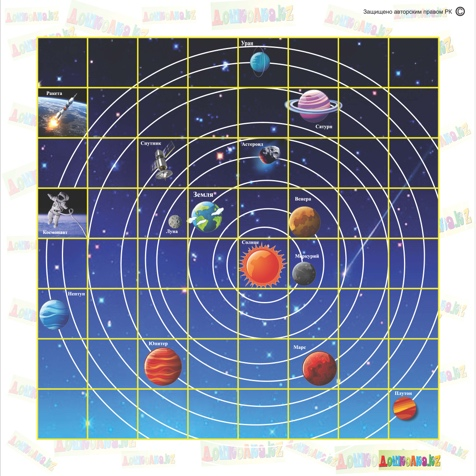 Защищено авторским правом РК ©
Уран
Ракета
Сатурн
Спутник
Астероид
Земля*
Венера
Луна
Космонавт
Солнце
Меркурий
Нептун
Юпитер
Марс
Плутон